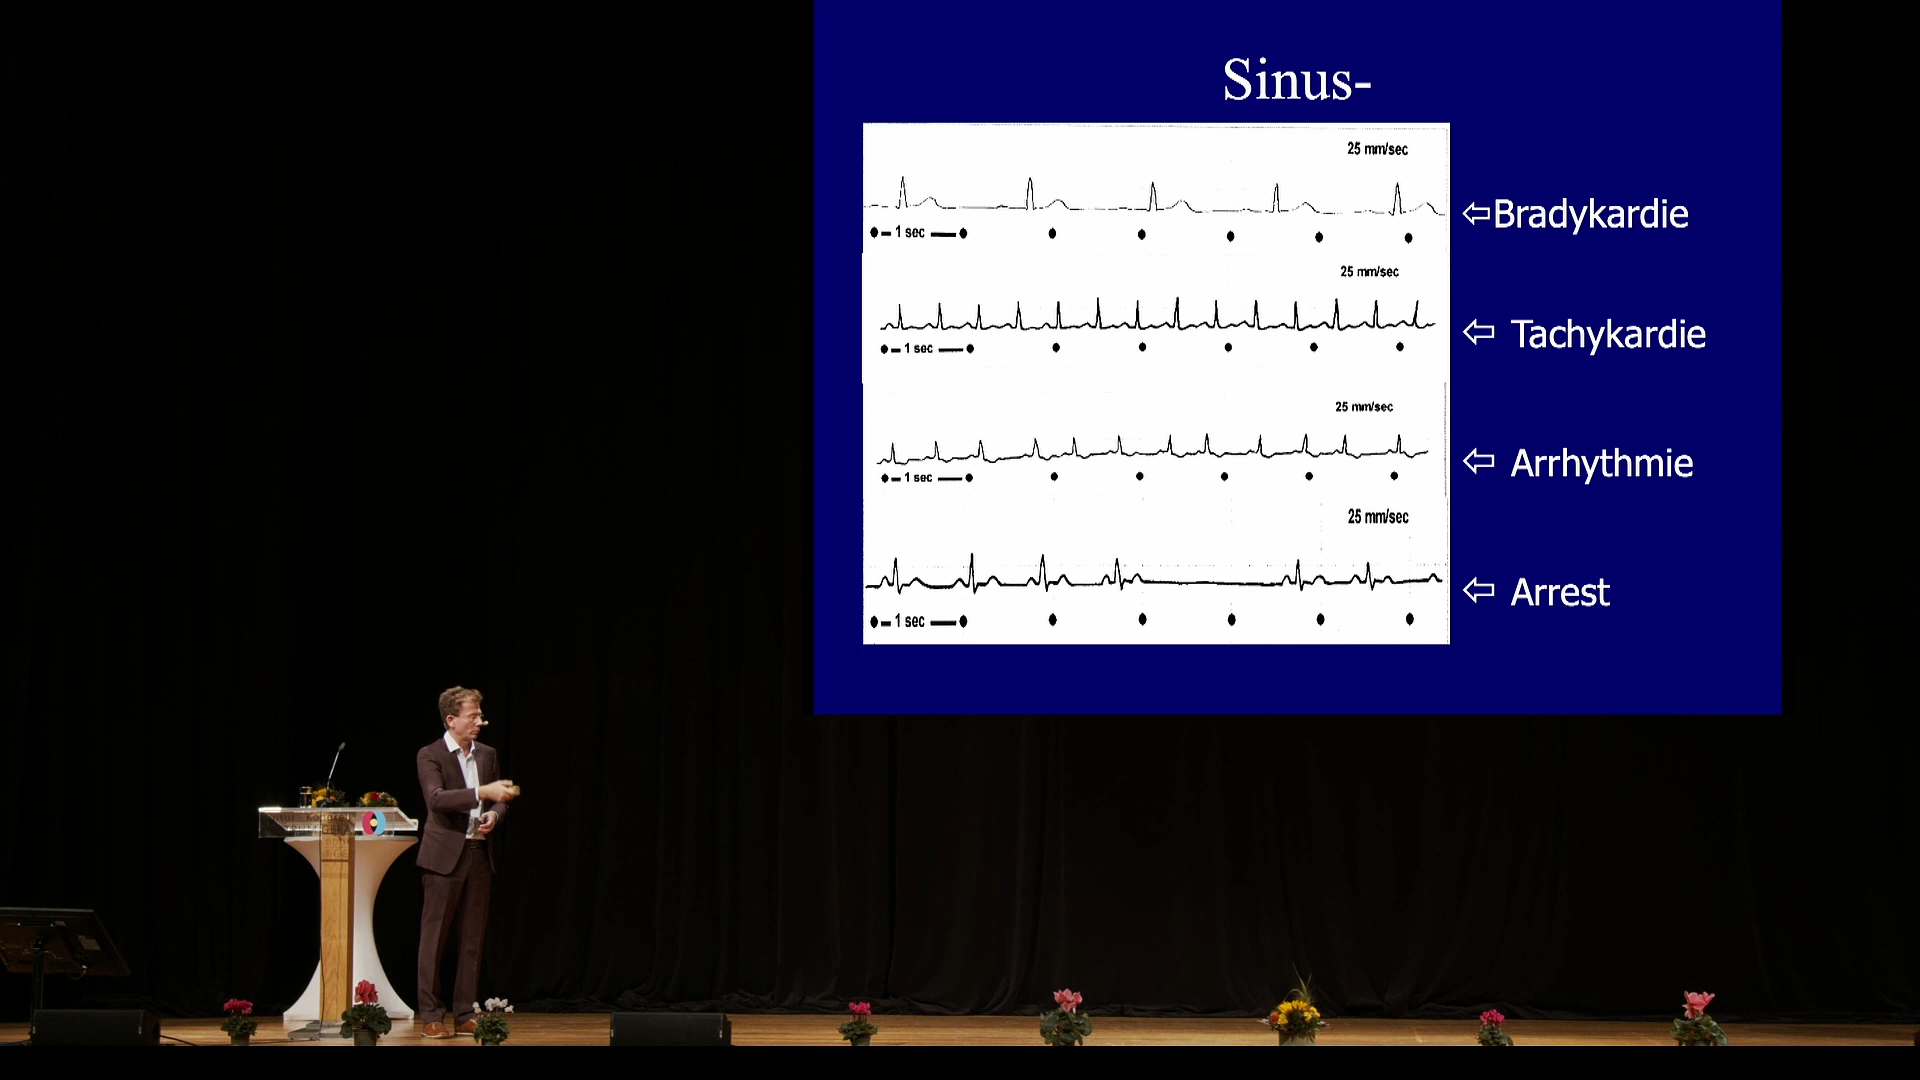 Sinus-
25 mm/sec
⇦Bradykardie
1 sec
25 mm/sec
⇦ Tachykardie
1 sec
25 mm/sec
⇦ Arrhythmie
1 sec
25 mm/sec
⇦ Arrest
1 sec